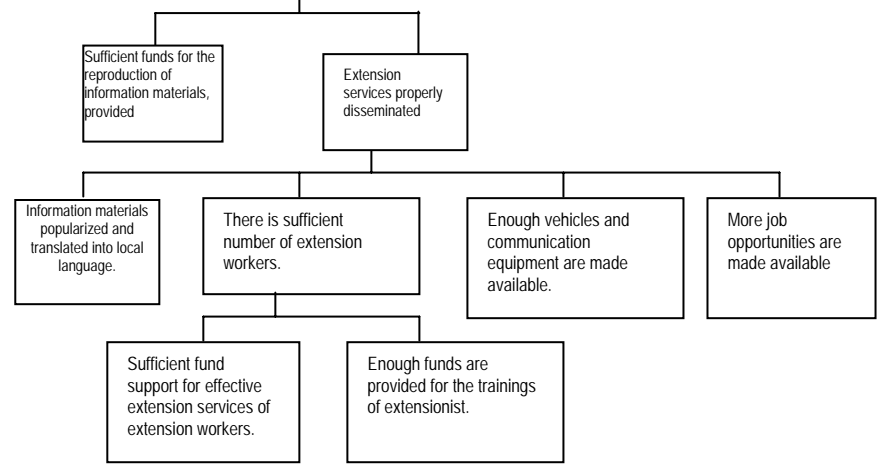 Sufficient funds for the
reproduction of
information materials,
provided
Extension
services properly
disseminated
Information materials
popularized and
translated into local
language.
There is sufficient
number of extension
workers.
Enough vehicles and
communication
equipment are made
available.
More job
opportunities are
made available
Sufficient fund
support for effective
extension services of
extension workers.
Enough funds are
provided for the trainings
of extensionist.